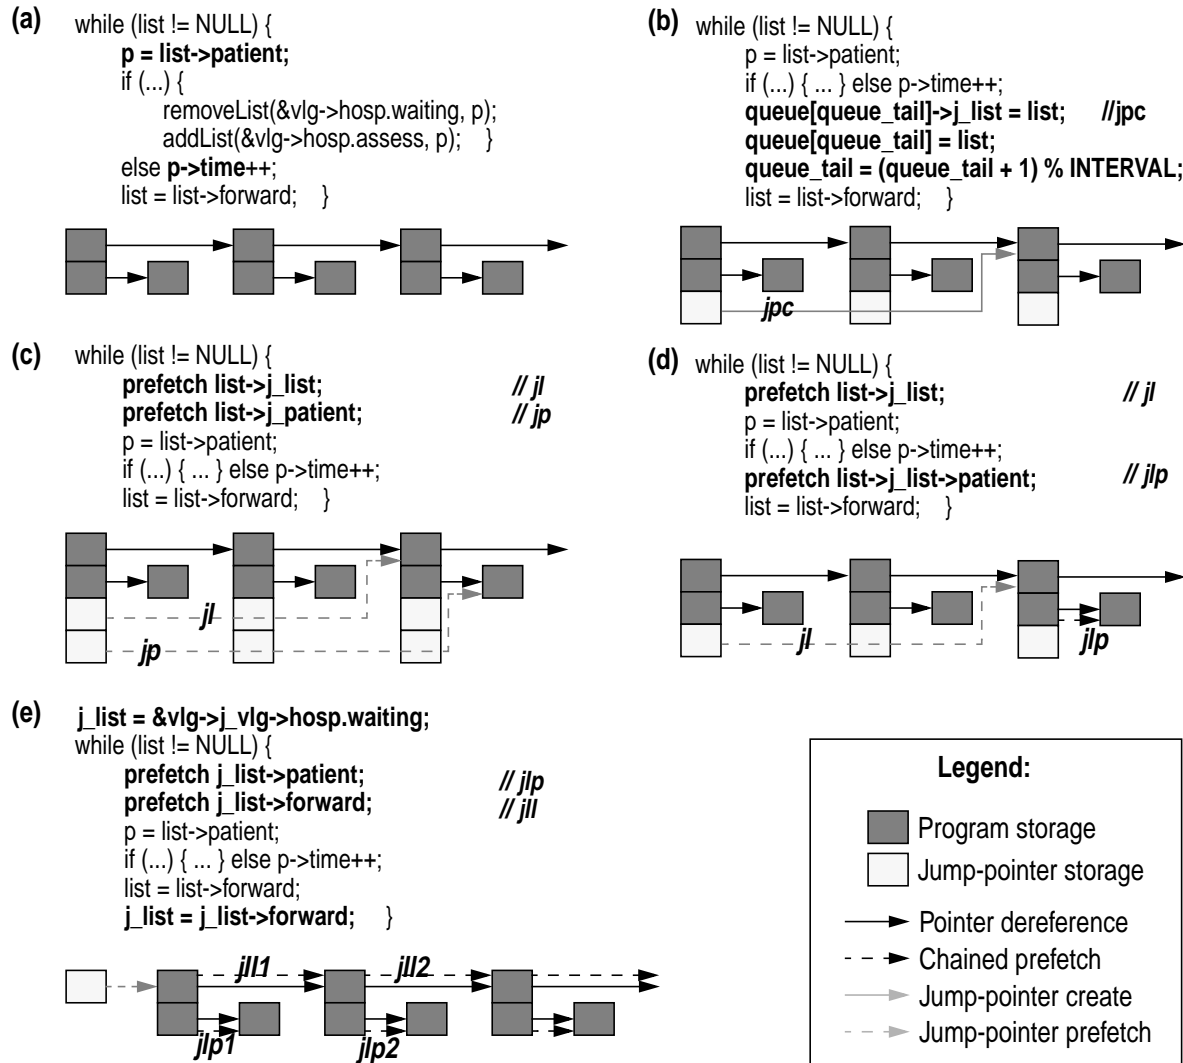 (a)
while (list != NULL) {
p = list->patient;
if (...) {
removeList(&vlg->hosp.waiting, p);
addList(&vlg->hosp.assess, p); }
else p->time++;
list = list->forward; }
(b)
while (list != NULL) {
p = list->patient;
if (...) { ... } else p->time++;
queue[queue_tail]->j_list = list; //jpc
queue[queue_tail] = list;
queue_tail = (queue_tail + 1) % INTERVAL;
list = list->forward; }
jpc
(c)
while (list != NULL) {
prefetch list->j_list; // jl
prefetch list->j_patient; // jp
p = list->patient;
if (...) { ... } else p->time++;
list = list->forward; }
jl
jp
(d)
while (list != NULL) {
prefetch list->j_list; // jl
p = list->patient;
if (...) { ... } else p->time++;
prefetch list->j_list->patient; // jlp
list = list->forward; }
jl
jlp
(e)
j_list = &vlg->j_vlg->hosp.waiting;
while (list != NULL) {
prefetch j_list->patient; // jlp
prefetch j_list->forward; // jll
p = list->patient;
if (...) { ... } else p->time++;
list = list->forward;
j_list = j_list->forward; }
jll1 jll2
jlp1 jlp2
Legend:
Program storage
Jump-pointer storage
Pointer dereference
Chained prefetch
Jump-pointer create
Jump-pointer prefetch